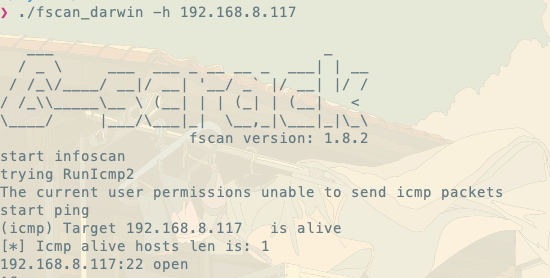 ❯ ./fscan_darwin -h 192.168.8.117
fscan version: 1.8.2
start infoscan
trying RunIcmp2
The current user permissions unable to send icmp packets
start ping
(icmp) Target 192.168.8.117 is alive
[*] Icmp alive hosts len is: 1
192.168.8.117:22 open